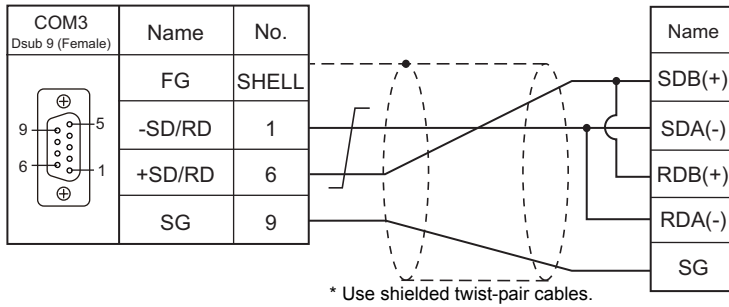 COM3
Dsub 9 (Female)
Name
No.
FG
SHELL
-SD/RD
1
+SD/RD
6
SG
9
9
5
6
1
Name
SDB(+)
SDA(-)
RDB(+)
RDA(-)
SG
* Use shielded twist-pair cables.